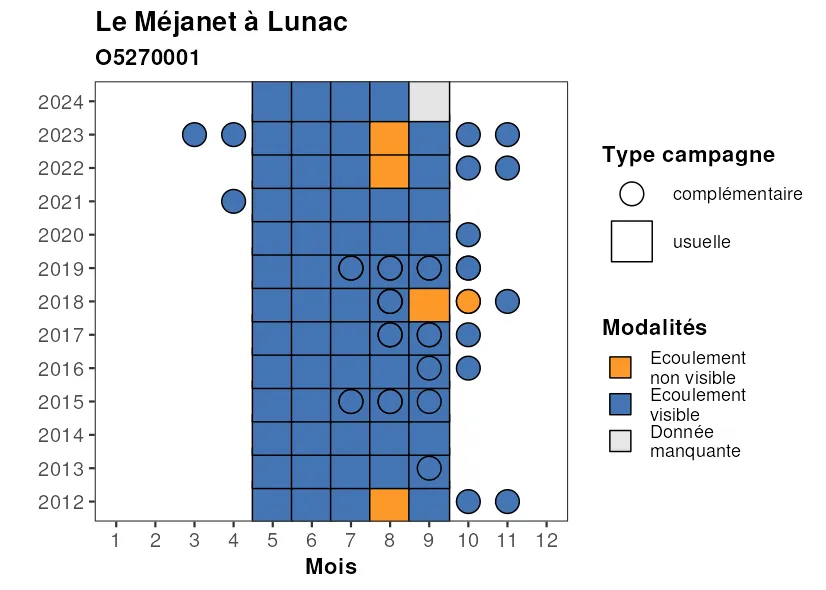 Le Méjanet à Lunac
O5270001
2024
2023
2022
2021
2020
2019
2018
2017
2016
2015
2014
2013
2012
1 2 3 4 5 6 7 8 9 10 11 12
Mois
Type campagne
complémentaire
usuelle
Modalités
Ecoulement
non visible
Ecoulement
visible
Donnée
manquante